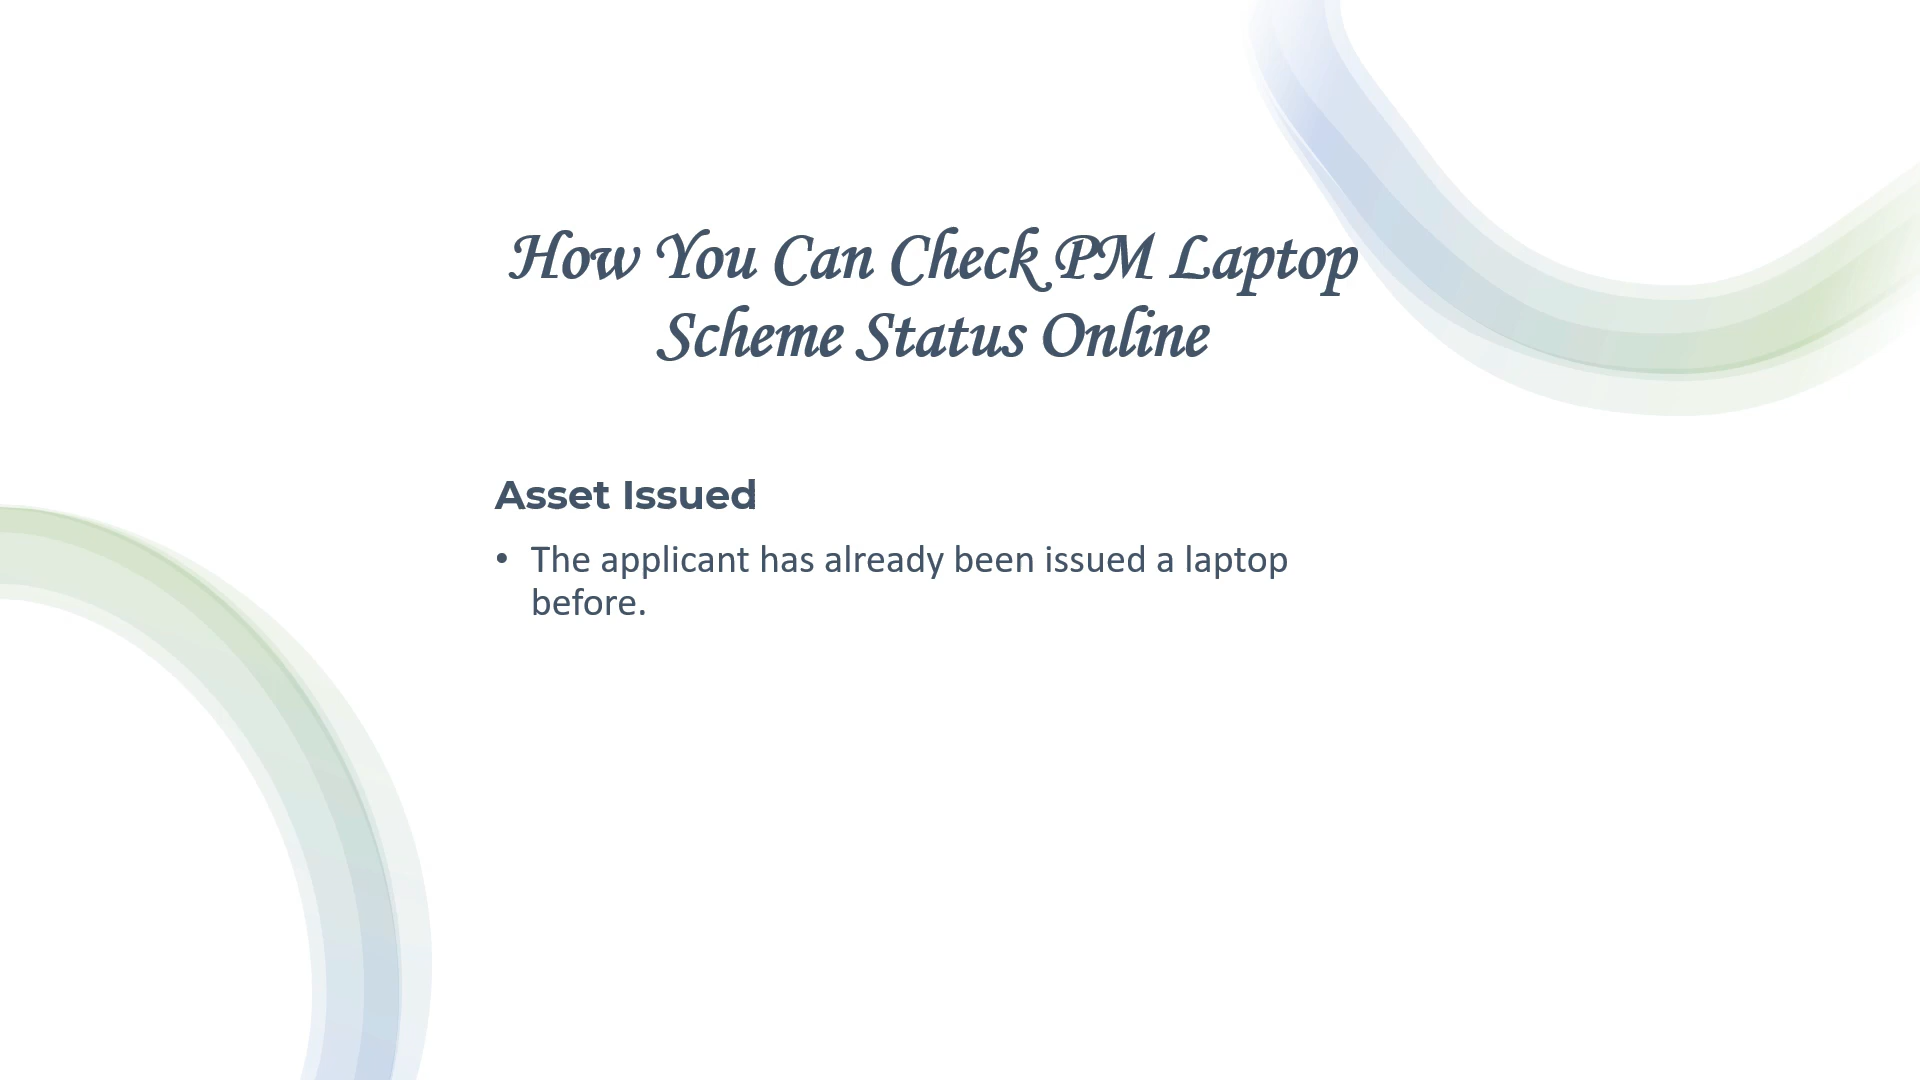 How You Can Check PM Laptop
Scheme Status Online
Asset Issued
• The applicant has already been issued a laptop
before.